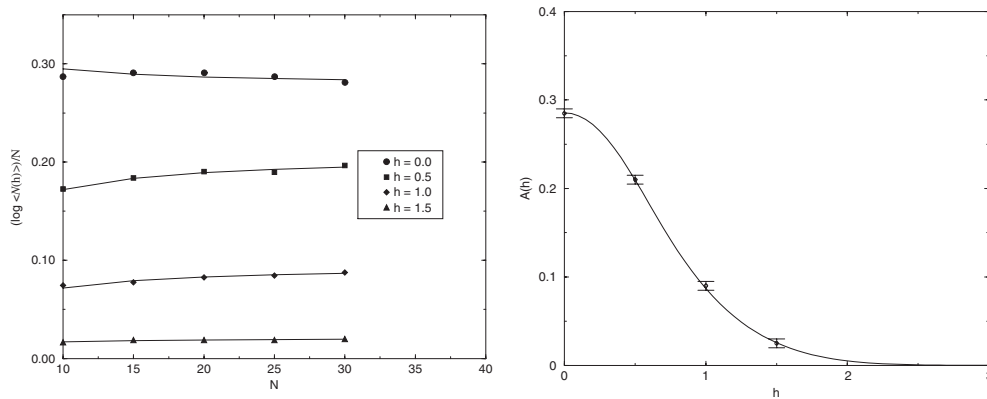 (log <N(h)>)/N
0.30
0.20
0.10
0.00
10 15 20 25 30 35 40
N
h = 0.0
h = 0.5
h = 1.0
h = 1.5
A(h)
0.4
0.3
0.2
0.1
0
0 1 2 3
h